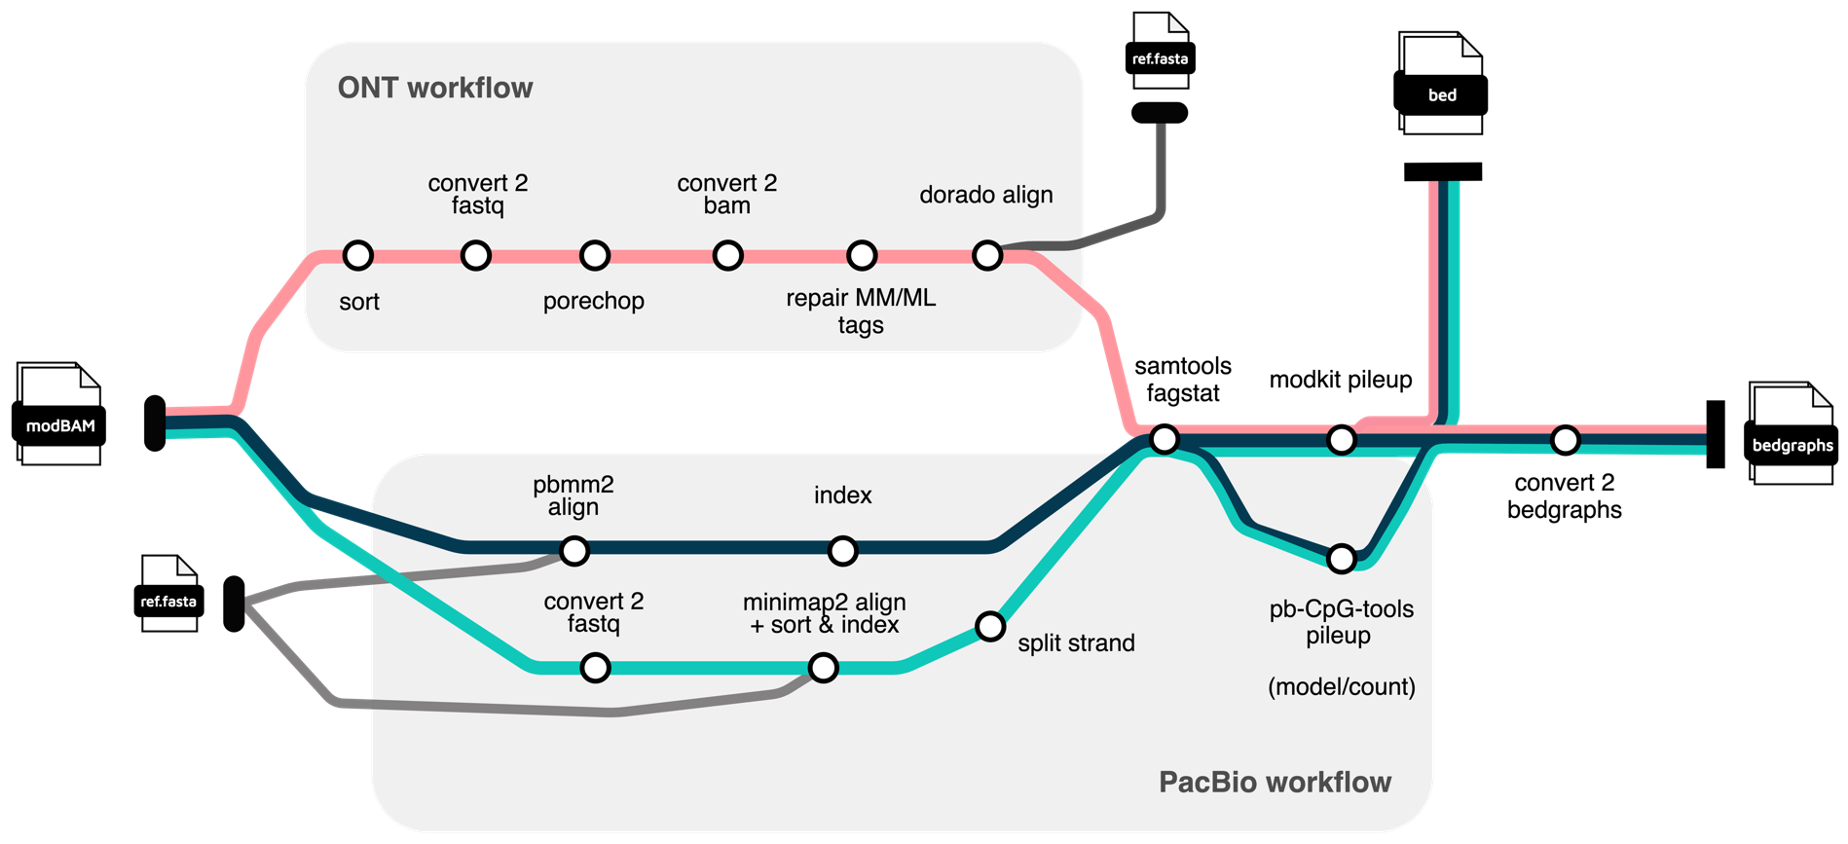 ref.fasta
bed
ONT workflow
convert 2
fastq
convert 2
bam
dorado align
sort
porechop
repair MM/ML
tags
modBAM
samtools
fagstat
modkit pileup
bedgraphs
convert 2
bedgraphs
pbmm2
align
index
ref.fasta
convert 2
fastq
minimap2 align
+ sort & index
split strand
pb-CpG-tools
pileup
(model/count)
PacBio workflow